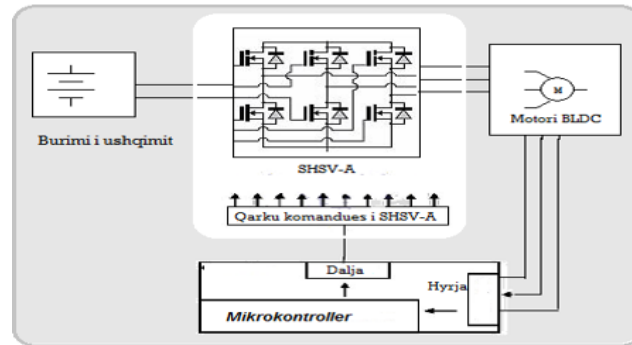 Burimi i ushqimit
SHSV-A
M
Motori BLDC
Qarku komandues i SHSV-A
Dalja
Hyrja
Mikrokontroller